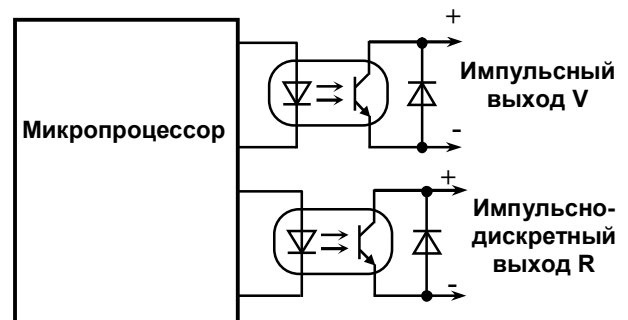 Микропроцессор
+
Импульсный
выход V
-
+
Импульсно-
дискретный
выход R
-